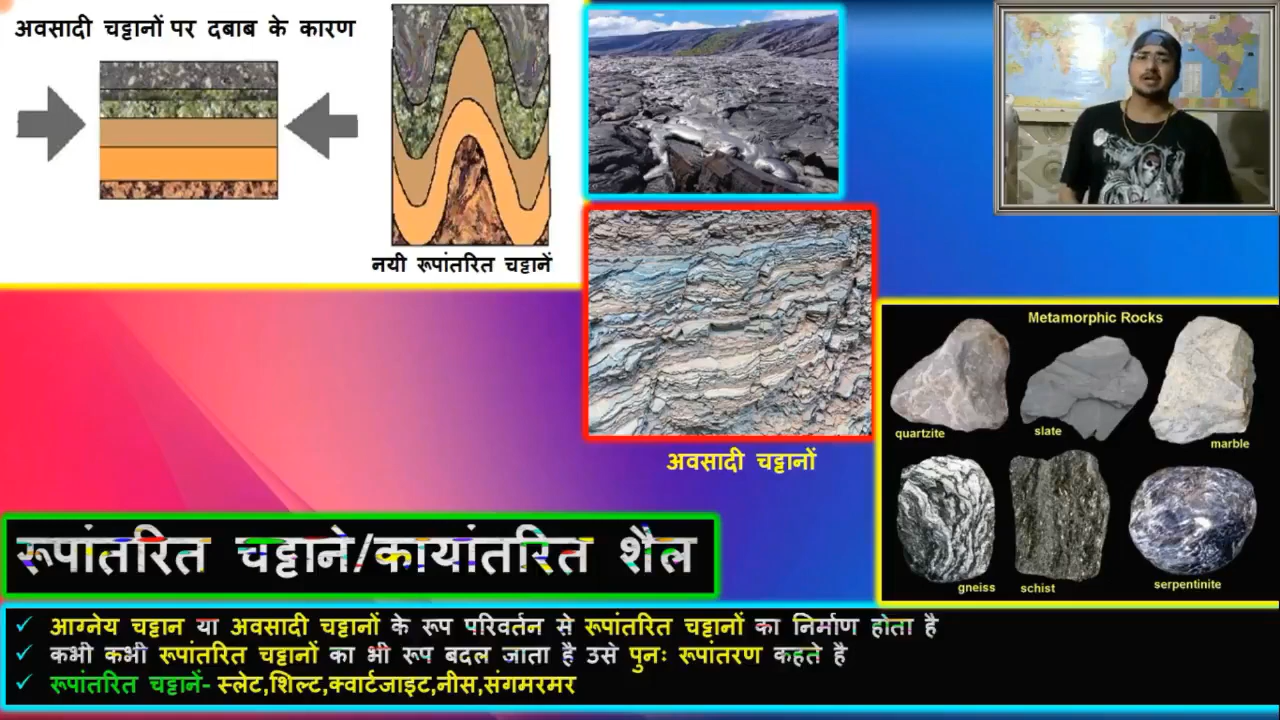 अवसादी चट्टानों पर दबाब के कारण
नयी रूपांतरित चट्टानें
अवसादी चट्टानों
Metamorphic Rocks
quartzite
slate
marble
gneiss
schist
serpentinite
रूपांतरित चट्टाने/कायांतरित शैल
✓ आग्नेय चट्टान या अवसादी चट्टानों के रूप परिवर्तन से रूपांतरित चट्टानों का निर्माण होता है
✓ कभी कभी रूपांतरित चट्टानों का भी रूप बदल जाता है उसे पुनः रूपांतरण कहते है
✓ रूपांतरित चट्टानें- स्लेट,शिल्ट,क्वार्टजाइट,नीस,संगमरमर